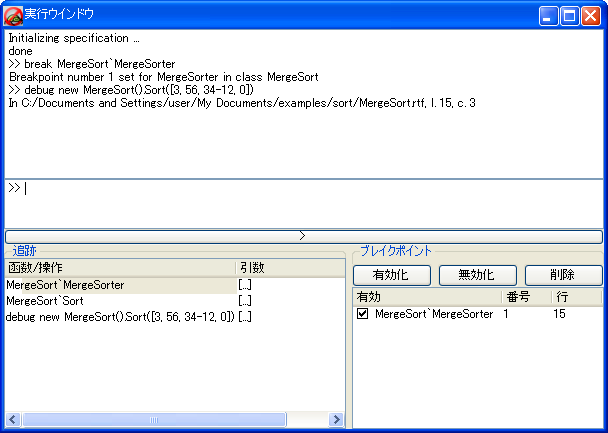 実行ウインドウ
Initializing specification ...
done
>> break MergeSort`MergeSorter
Breakpoint number 1 set for MergeSorter in class MergeSort
>> debug new MergeSort().Sort([3, 56, 34-12, 0])
In C:/Documents and Settings/user/My Documents/examples/sort/MergeSort.rtf, l. 15, c. 3
>>
>
追跡
函数/操作 引数
MergeSort`MergeSorter [...]
MergeSort`Sort [...]
debug new MergeSort().Sort([3, 56, 34-12, 0]) [...]
ブレイクポイント
有効化 無効化 削除
有効 番号 行
MergeSort`MergeSorter 1 15